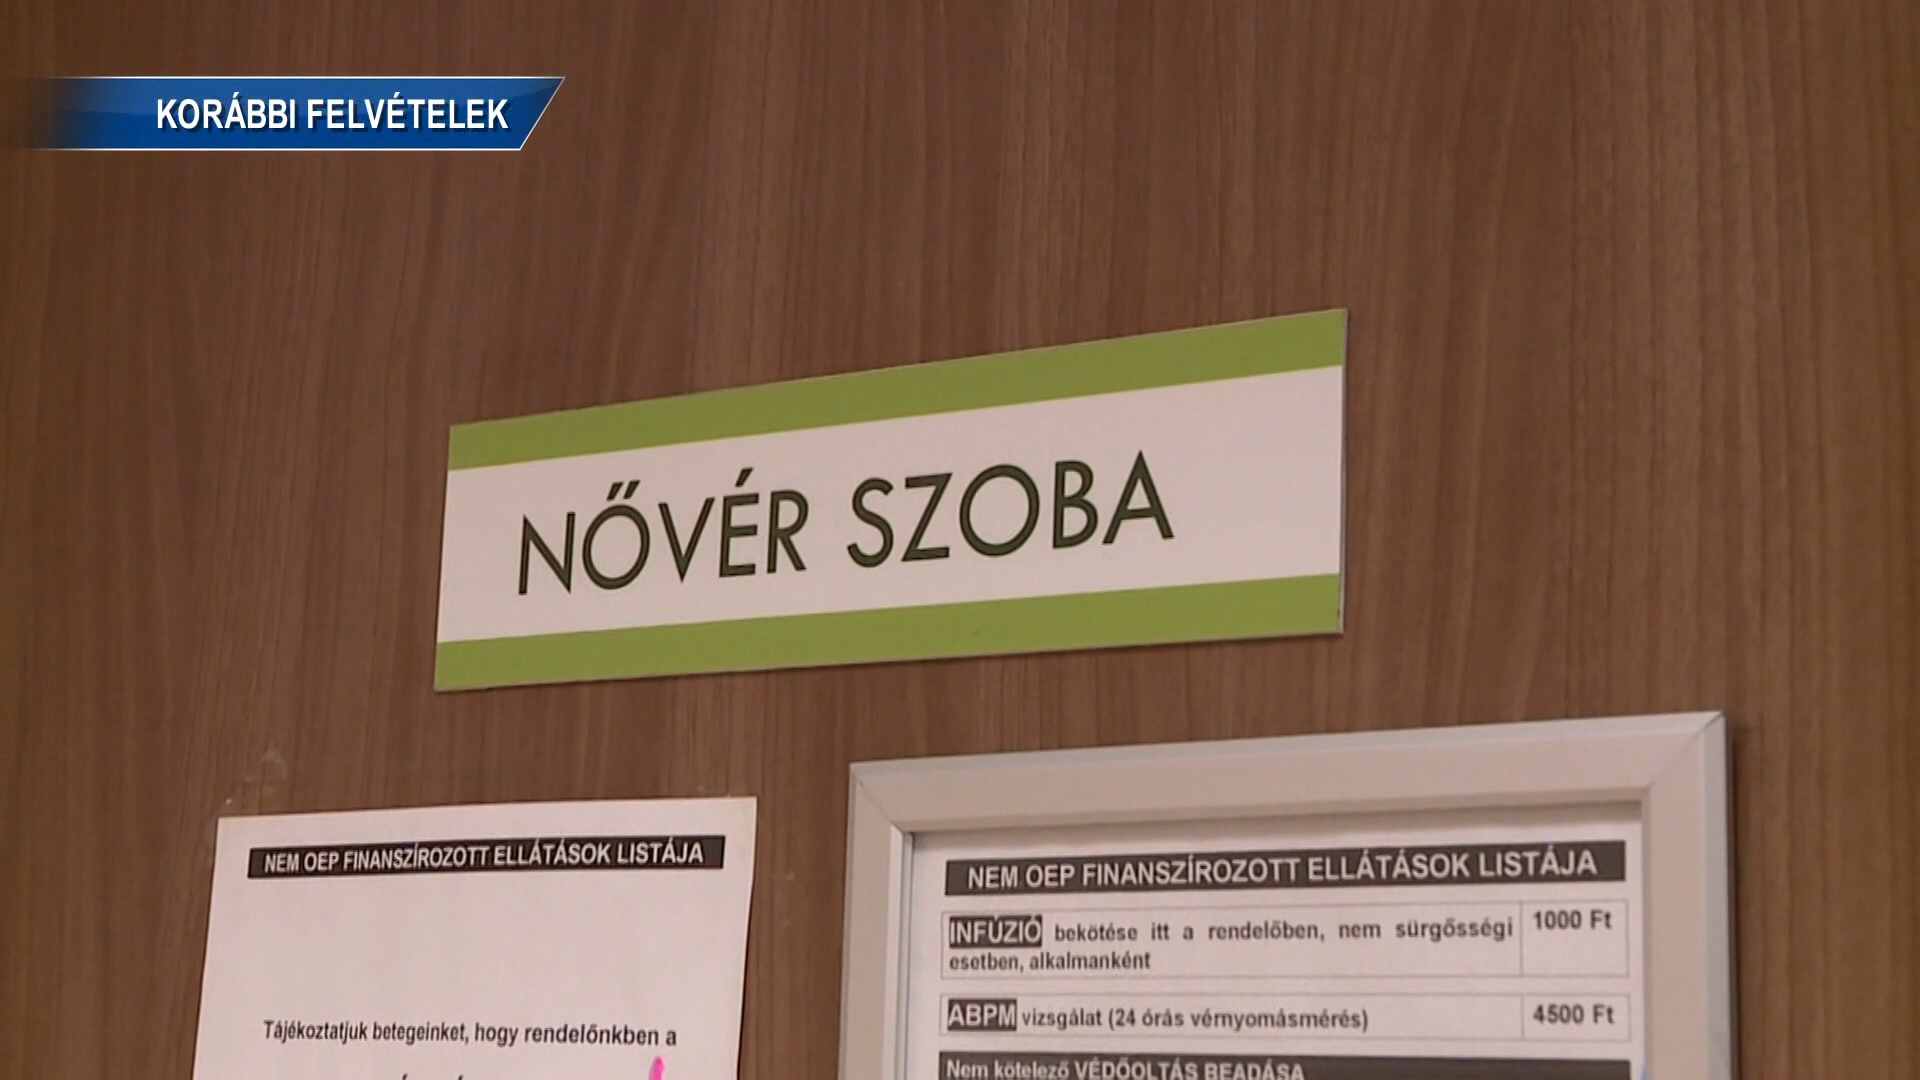 KORÁBBI FELVÉTELEK
NŐVÉR SZOBA
NEM OEP FINANSZÍROZOTT ELLÁTÁSOK LISTÁJA
Tájékoztatjuk betegeinket, hogy rendelőnkben a
NEM OEP FINANSZÍROZOTT ELLÁTÁSOK LISTÁJA
INFÚZIÓ bekötése itt a rendelőben, nem sürgősségi 1000 Ft
esetben, alkalmanként
ABPM vizsgálat (24 órás vérnyomásmérés) 4500 Ft
Nem kötelező VÉDŐOLTÁS BEADÁSA